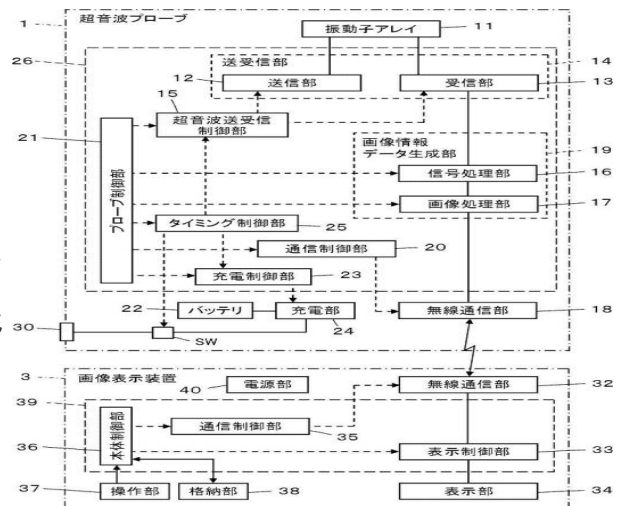 1
超音波プローブ
振動子アレイ
11
26
送受信部
14
12
送信部
受信部
13
15
超音波送受信
制御部
21
プローブ制御部
画像情報
データ生成部
19
信号処理部
16
画像処理部
17
タイミング制御部
25
通信制御部
20
充電制御部
23
22
バッテリ
充電部
24
無線通信部
18
30
SW
3
画像表示装置
40
電源部
無線通信部
32
39
本体制御部
通信制御部
35
36
表示制御部
33
37
操作部
格納部
38
表示部
34